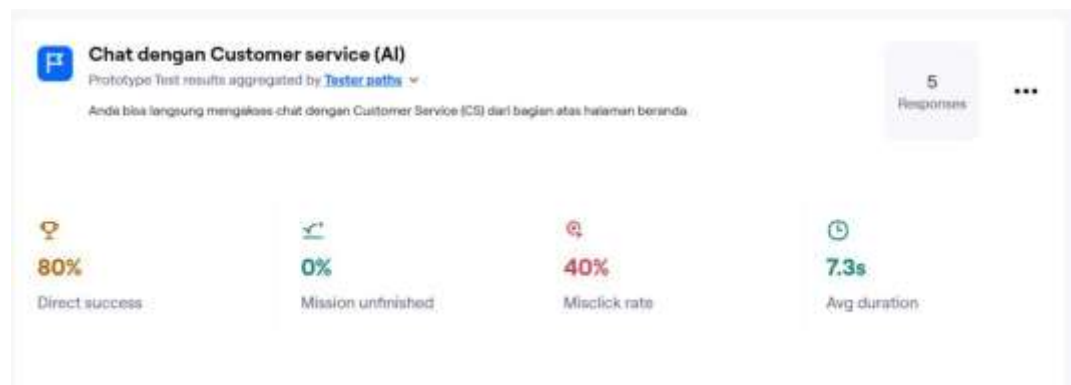 Chat dengan Customer service (AI)
Prototype Test results aggregated by Tester paths
Anda bisa langsung mengakses chat dengan Customer Service (CS) dari bagian atas halaman beranda.
5
Responses
80%
Direct success
0%
Mission unfinished
40%
Misclick rate
7.3s
Avg duration